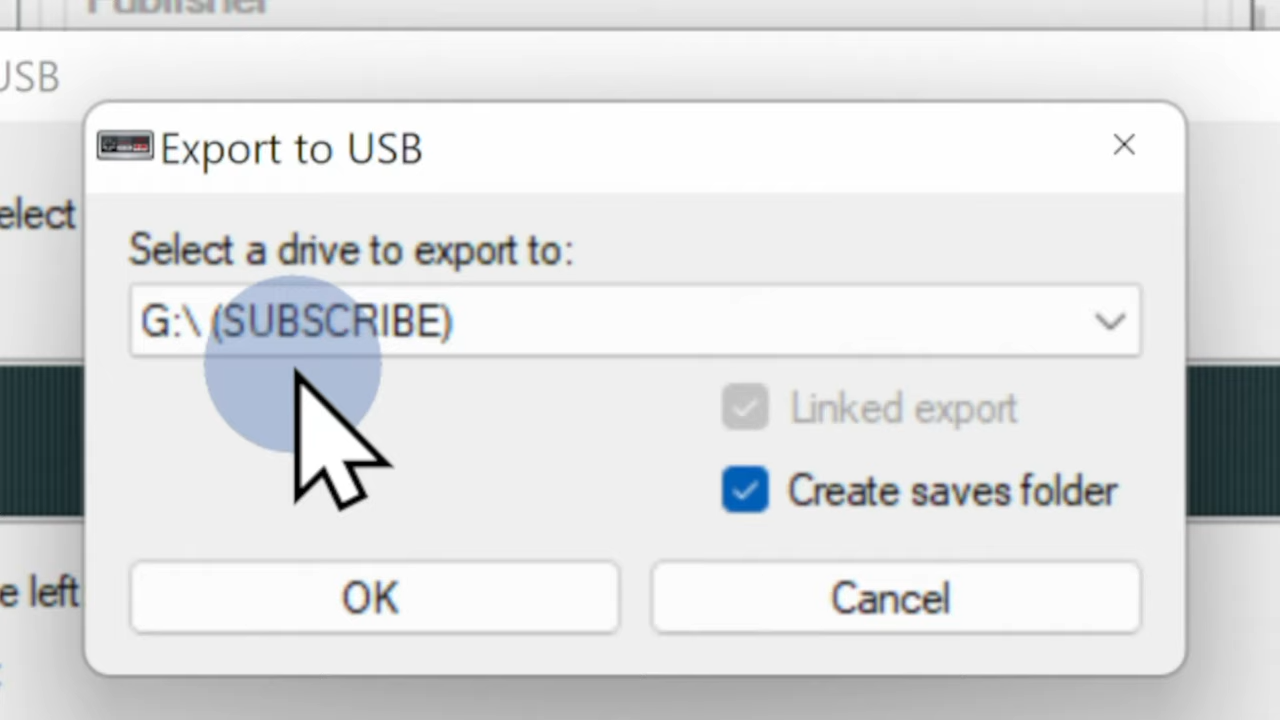 Publisher
USB
Export to USB
elect
Select a drive to export to:
G:\ (SUBSCRIBE)
Linked export
Create saves folder
e left
OK
Cancel